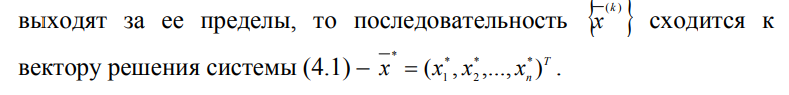 выходят за ее пределы, то последовательность {x̅⁽ᵏ⁾} сходится к
вектору решения системы (4.1) – x̅* = (x₁*, x₂*,..., xₙ*)ᵀ .